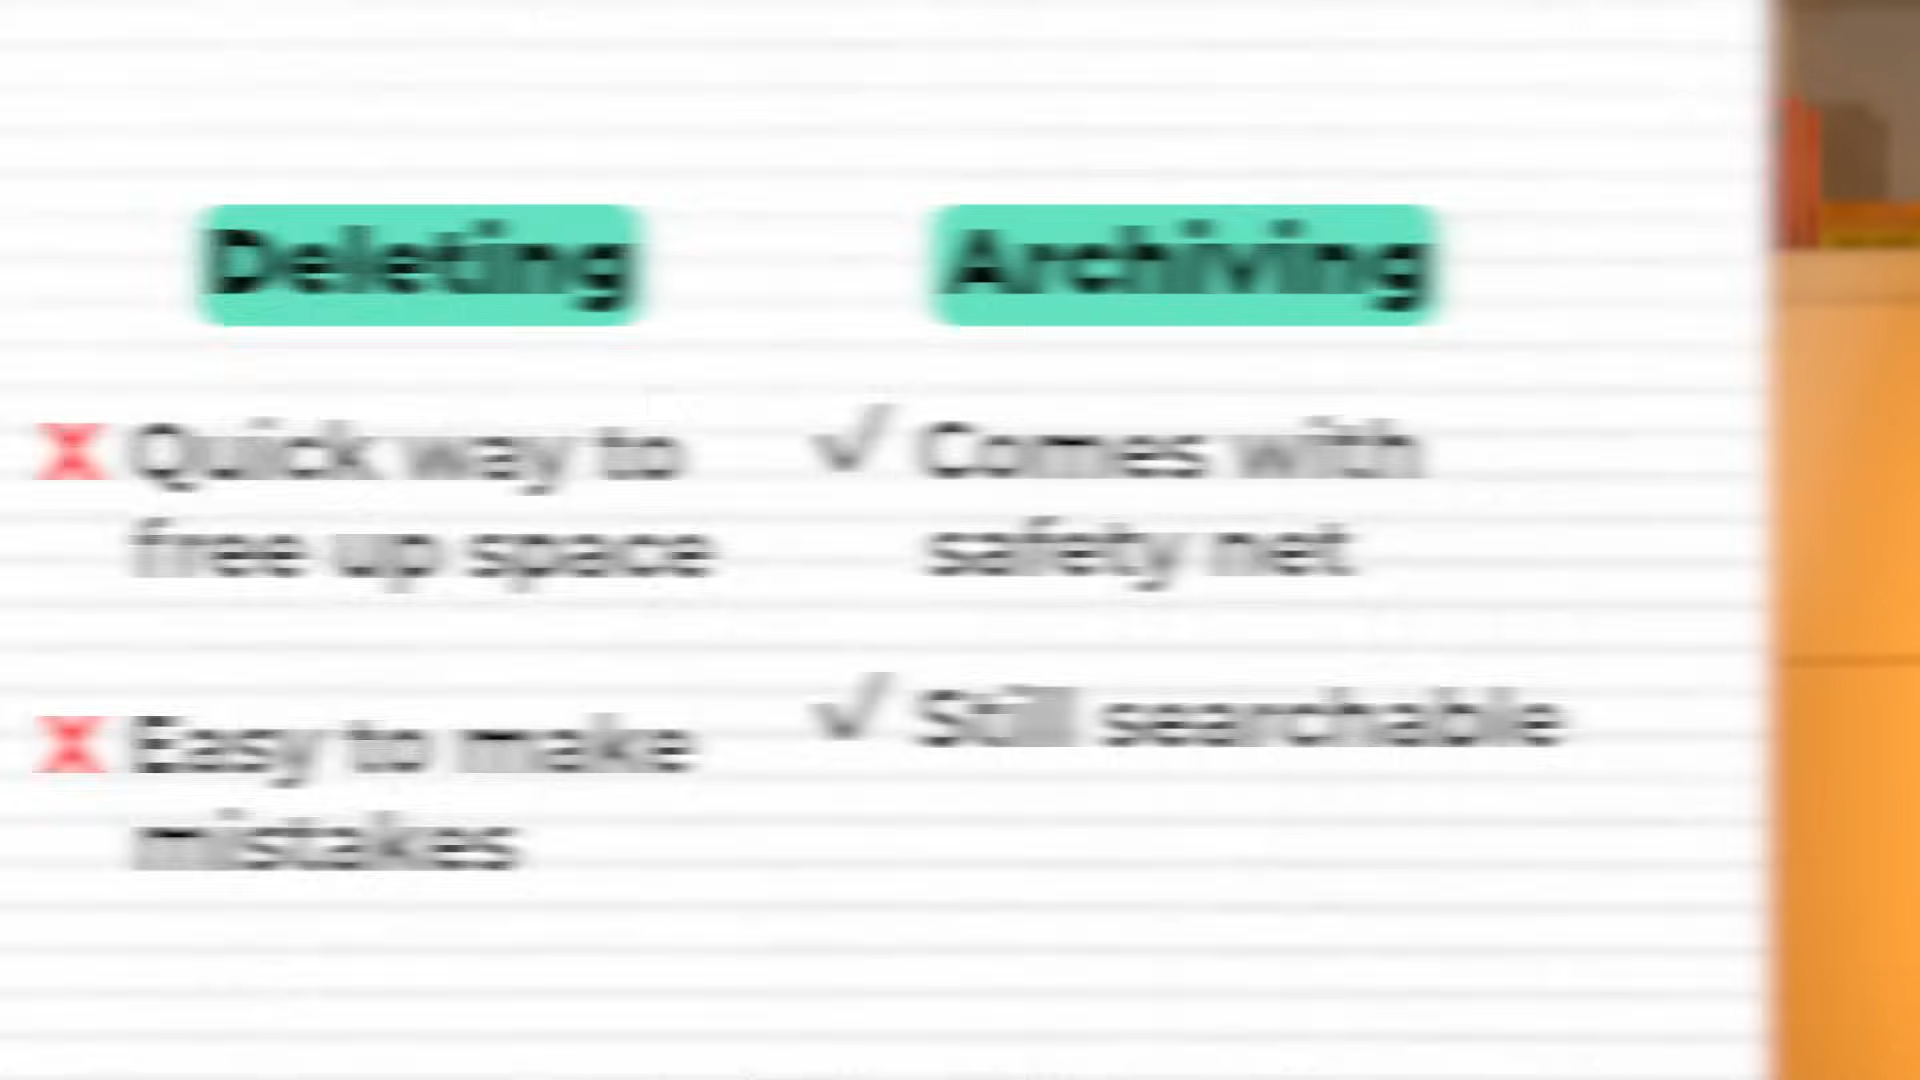 Deleting
Quick way to
free up space
Easy to make
mistakes
Archiving
Comes with
safety net
Still searchable